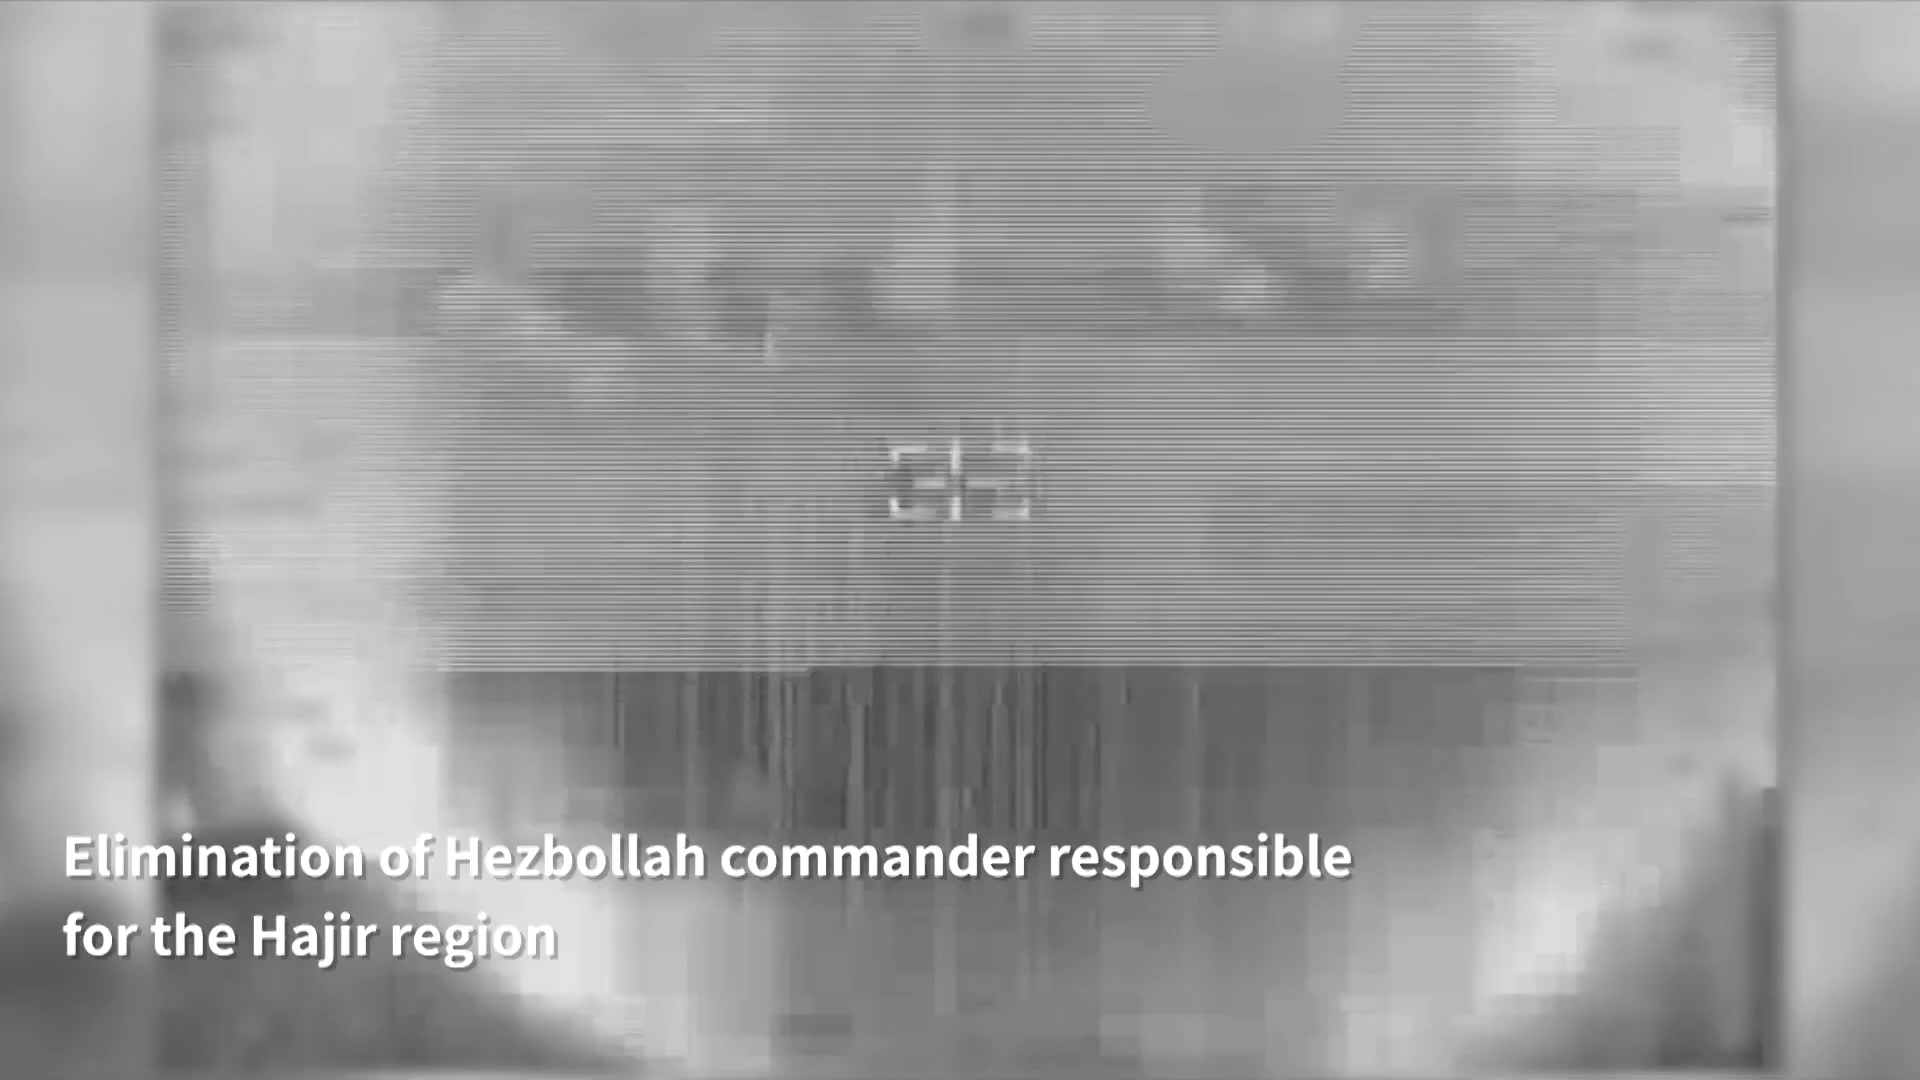 Elimination of Hezbollah commander responsible
for the Hajir region